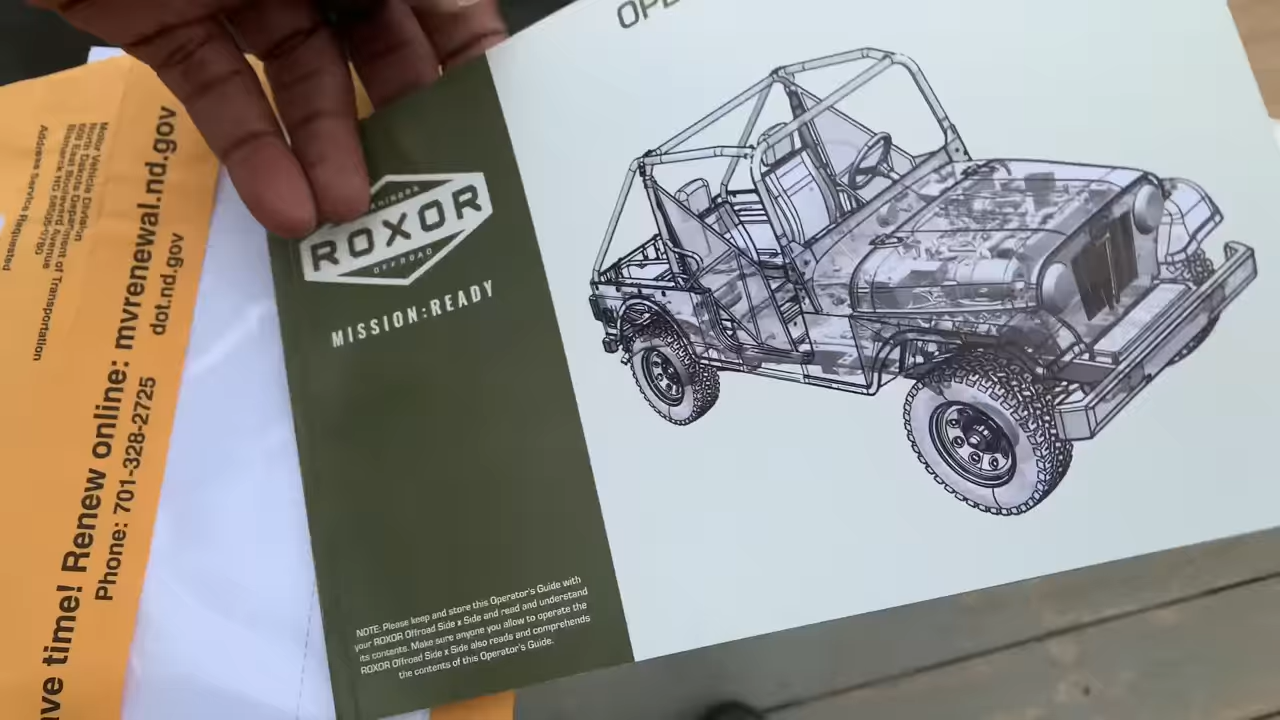 Motor Vehicle Division
North Dakota Department of Transportation
608 East Boulevard Avenue
Bismarck ND 58505-0780
Address Service Requested
ave time! Renew online: mvrenewal.nd.gov
Phone: 701-328-2725 dot.nd.gov
OPE
MAHINDRA
ROXOR
OFFROAD
MISSION:READY
NOTE: Please keep and store this Operator's Guide with
your ROXOR Offroad Side x Side and read and understand
its contents. Make sure anyone you allow to operate the
ROXOR Offroad Side x Side also reads and comprehends
the contents of this Operator's Guide.